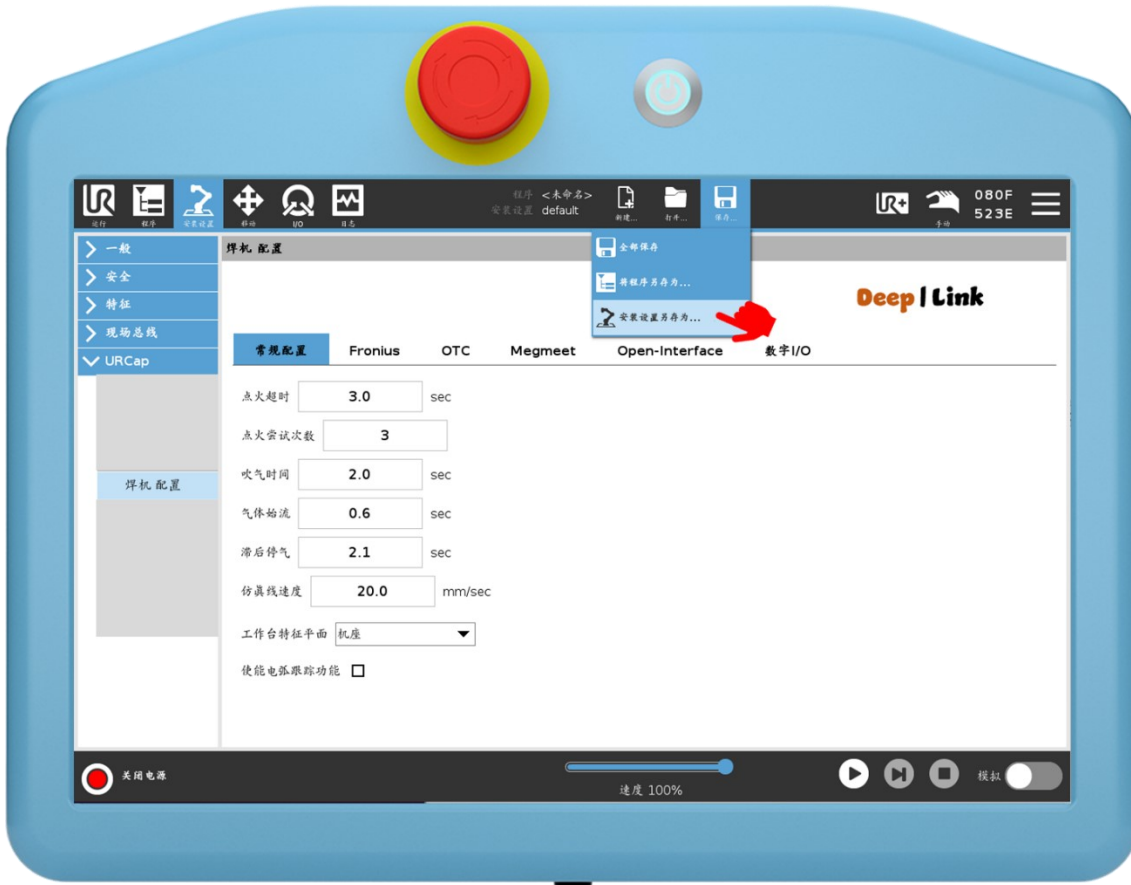 程序 <未命名>
安装设置 default
运行 程序 安装设置 移动 I/O 日志 新建... 打开... 保存... UR+ 手动 080F
523E
一般
安全
特征
现场总线
URCap
焊机 配置
焊机 配置
全部保存
将程序另存为...
安装设置另存为...
Deep | Link
常规配置 Fronius OTC Megmeet Open-Interface 数字I/O
点火超时 3.0 sec
点火尝试次数 3
吹气时间 2.0 sec
气体始流 0.6 sec
滞后停气 2.1 sec
仿真线速度 20.0 mm/sec
工作台特征平面 机座
使能电弧跟踪功能
关闭电源
速度 100%
模拟